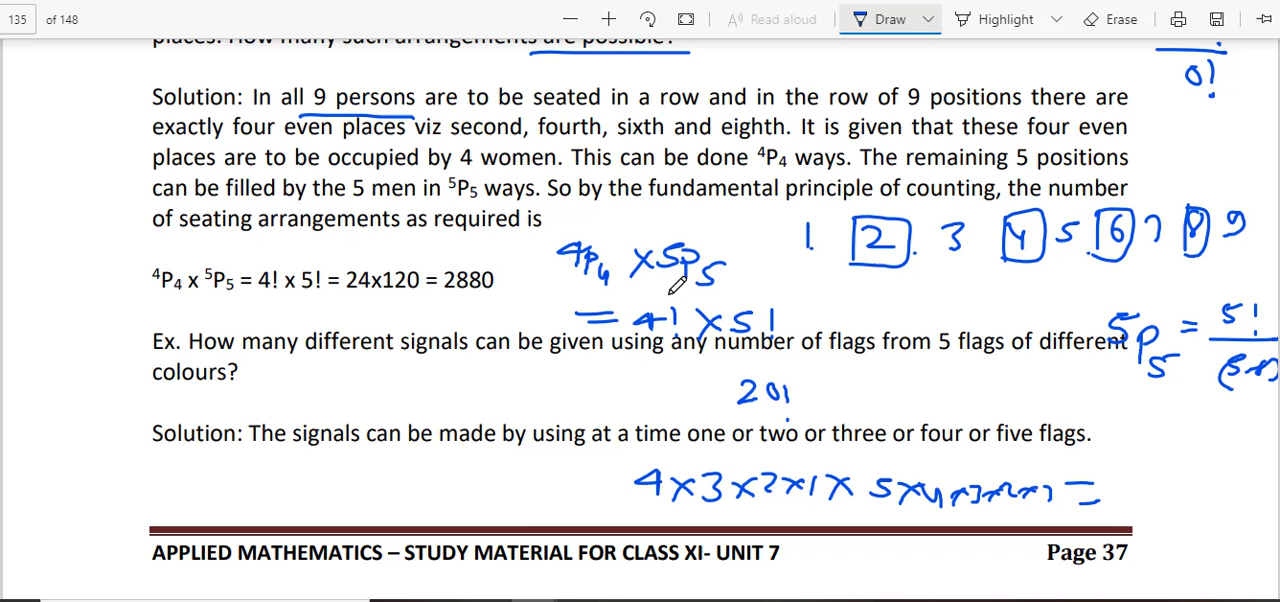 135 of 148 Read aloud Draw Highlight Erase
places. How many such arrangements are possible?
0!
Solution: In all 9 persons are to be seated in a row and in the row of 9 positions there are
exactly four even places viz second, fourth, sixth and eighth. It is given that these four even
places are to be occupied by 4 women. This can be done ⁴P₄ ways. The remaining 5 positions
can be filled by the 5 men in ⁵P₅ ways. So by the fundamental principle of counting, the number
of seating arrangements as required is
1. 2 . 3 4 5 .6 7 8 9
4P4 x 5P5
⁴P₄ x ⁵P₅ = 4! x 5! = 24x120 = 2880
= 4! x 5!
5P5 = 5!
Ex. How many different signals can be given using any number of flags from 5 flags of different
colours?
20!
Solution: The signals can be made by using at a time one or two or three or four or five flags.
4x3x2x1x 5x4x3x2x1 =
APPLIED MATHEMATICS – STUDY MATERIAL FOR CLASS XI- UNIT 7 Page 37